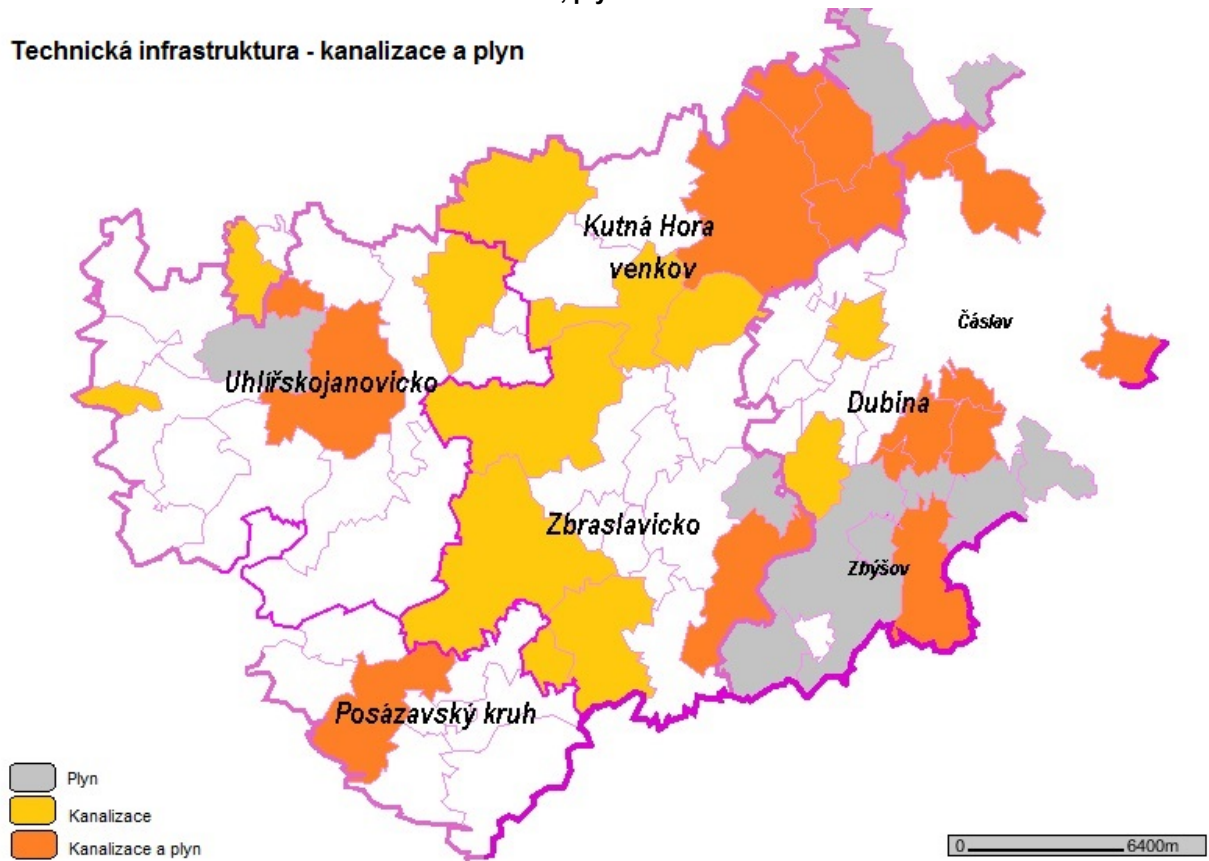 Technická infrastruktura - kanalizace a plyn
Kutná Hora
venkov
Čáslav
Uhlířskojanovicko
Dubina
Zbraslavicko
Zbýšov
Posázavský kruh
Plyn
Kanalizace
Kanalizace a plyn
0 6400m